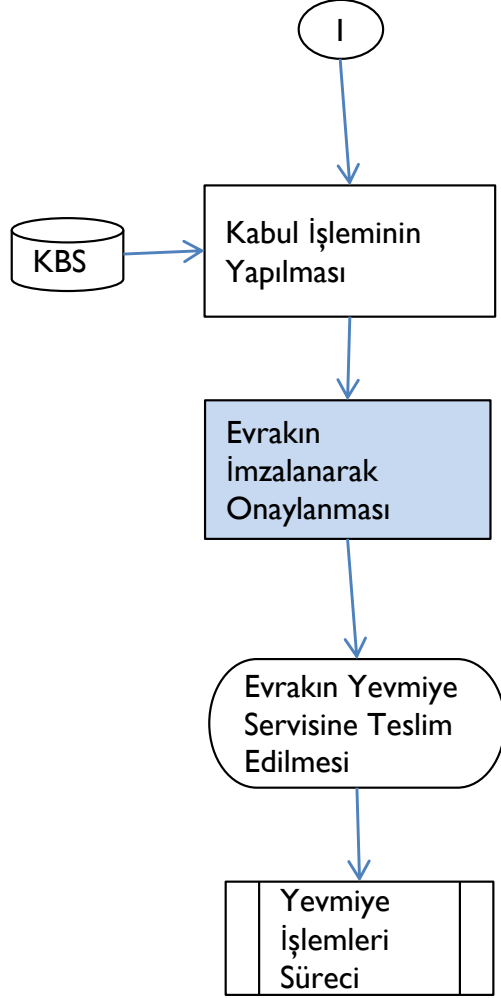 I
Kabul İşleminin
Yapılması
KBS
Evrakın
İmzalanarak
Onaylanması
Evrakın Yevmiye
Servisine Teslim
Edilmesi
Yevmiye
İşlemleri
Süreci